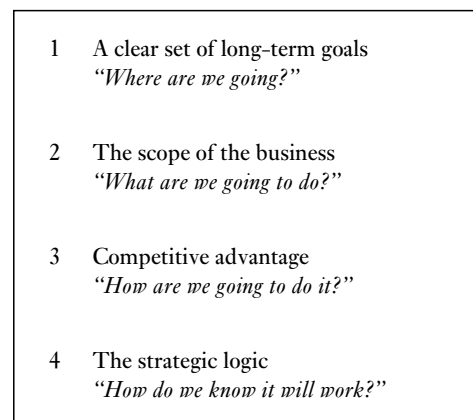 1 A clear set of long-term goals
“Where are we going?”
2 The scope of the business
“What are we going to do?”
3 Competitive advantage
“How are we going to do it?”
4 The strategic logic
“How do we know it will work?”